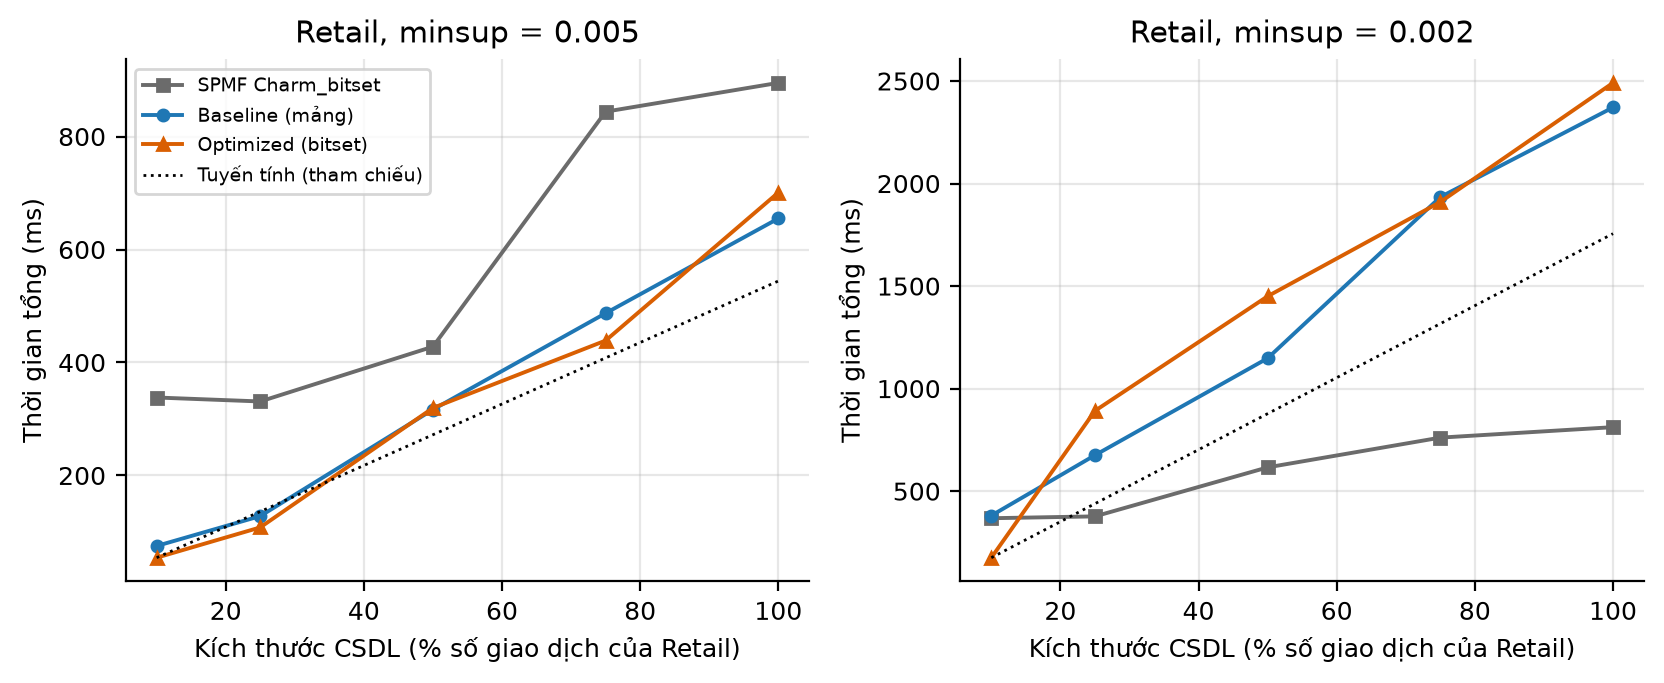 Retail, minsup = 0.005
SPMF Charm_bitset
Baseline (mảng)
Optimized (bitset)
Tuyến tính (tham chiếu)
Thời gian tổng (ms)
800
600
400
200
20
40
60
80
100
Kích thước CSDL (% số giao dịch của Retail)
Retail, minsup = 0.002
Thời gian tổng (ms)
2500
2000
1500
1000
500
20
40
60
80
100
Kích thước CSDL (% số giao dịch của Retail)